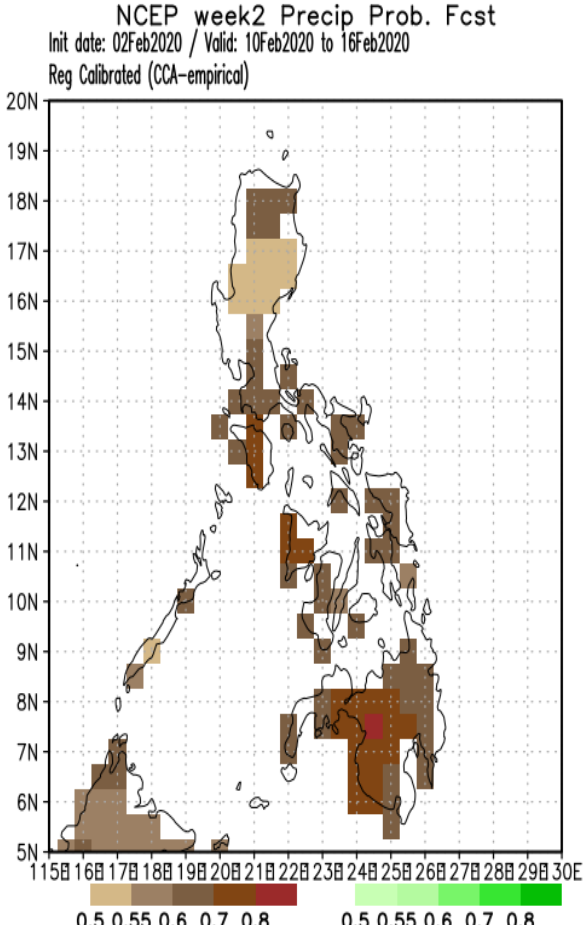 NCEP week2 Precip Prob. Fcst
Init date: 02Feb2020 / Valid: 10Feb2020 to 16Feb2020
Reg Calibrated (CCA-empirical)
20N
19N
18N
17N
16N
15N
14N
13N
12N
11N
10N
9N
8N
7N
6N
5N
115E 116E 117E 118E 119E 120E 121E 122E 123E 124E 125E 126E 127E 128E 129E 130E
0.5 0.55 0.6 0.7 0.8 0.5 0.55 0.6 0.7 0.8